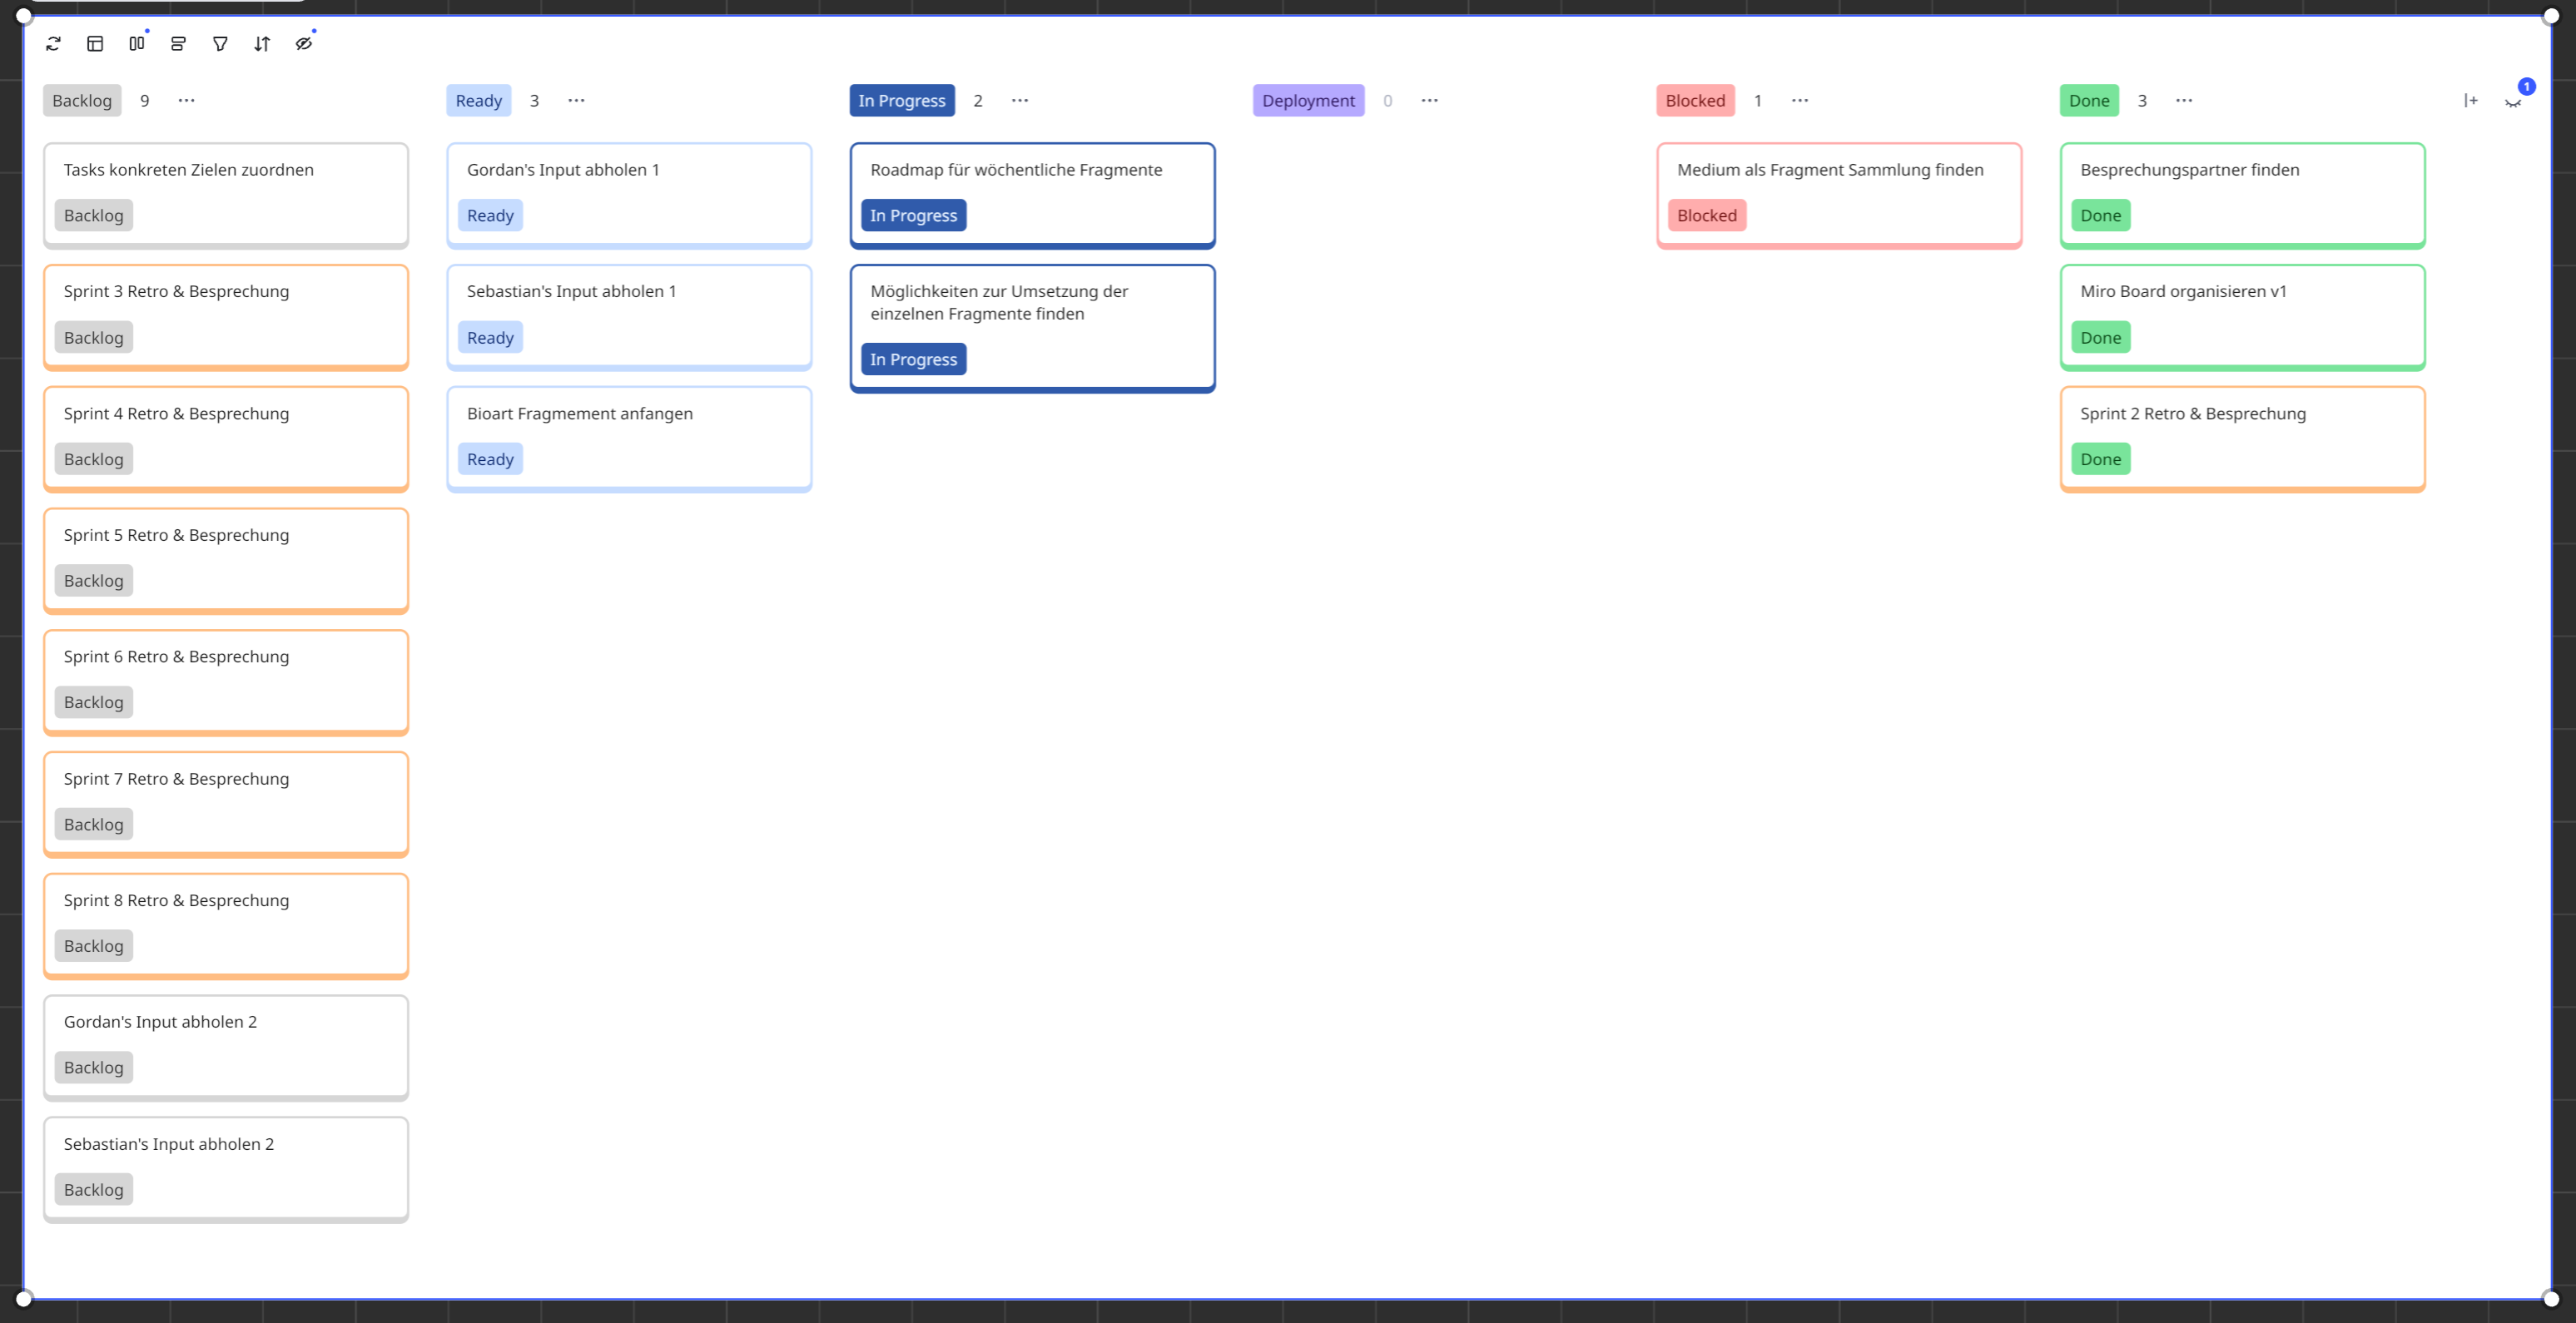 Backlog 9 ...
Tasks konkreten Zielen zuordnen
Backlog
Sprint 3 Retro & Besprechung
Backlog
Sprint 4 Retro & Besprechung
Backlog
Sprint 5 Retro & Besprechung
Backlog
Sprint 6 Retro & Besprechung
Backlog
Sprint 7 Retro & Besprechung
Backlog
Sprint 8 Retro & Besprechung
Backlog
Gordan's Input abholen 2
Backlog
Sebastian's Input abholen 2
Backlog
Ready 3 ...
Gordan's Input abholen 1
Ready
Sebastian's Input abholen 1
Ready
Bioart Fragmement anfangen
Ready
In Progress 2 ...
Roadmap für wöchentliche Fragmente
In Progress
Möglichkeiten zur Umsetzung der
einzelnen Fragmente finden
In Progress
Deployment 0 ...
Blocked 1 ...
Medium als Fragment Sammlung finden
Blocked
Done 3 ...
Besprechungspartner finden
Done
Miro Board organisieren v1
Done
Sprint 2 Retro & Besprechung
Done
1